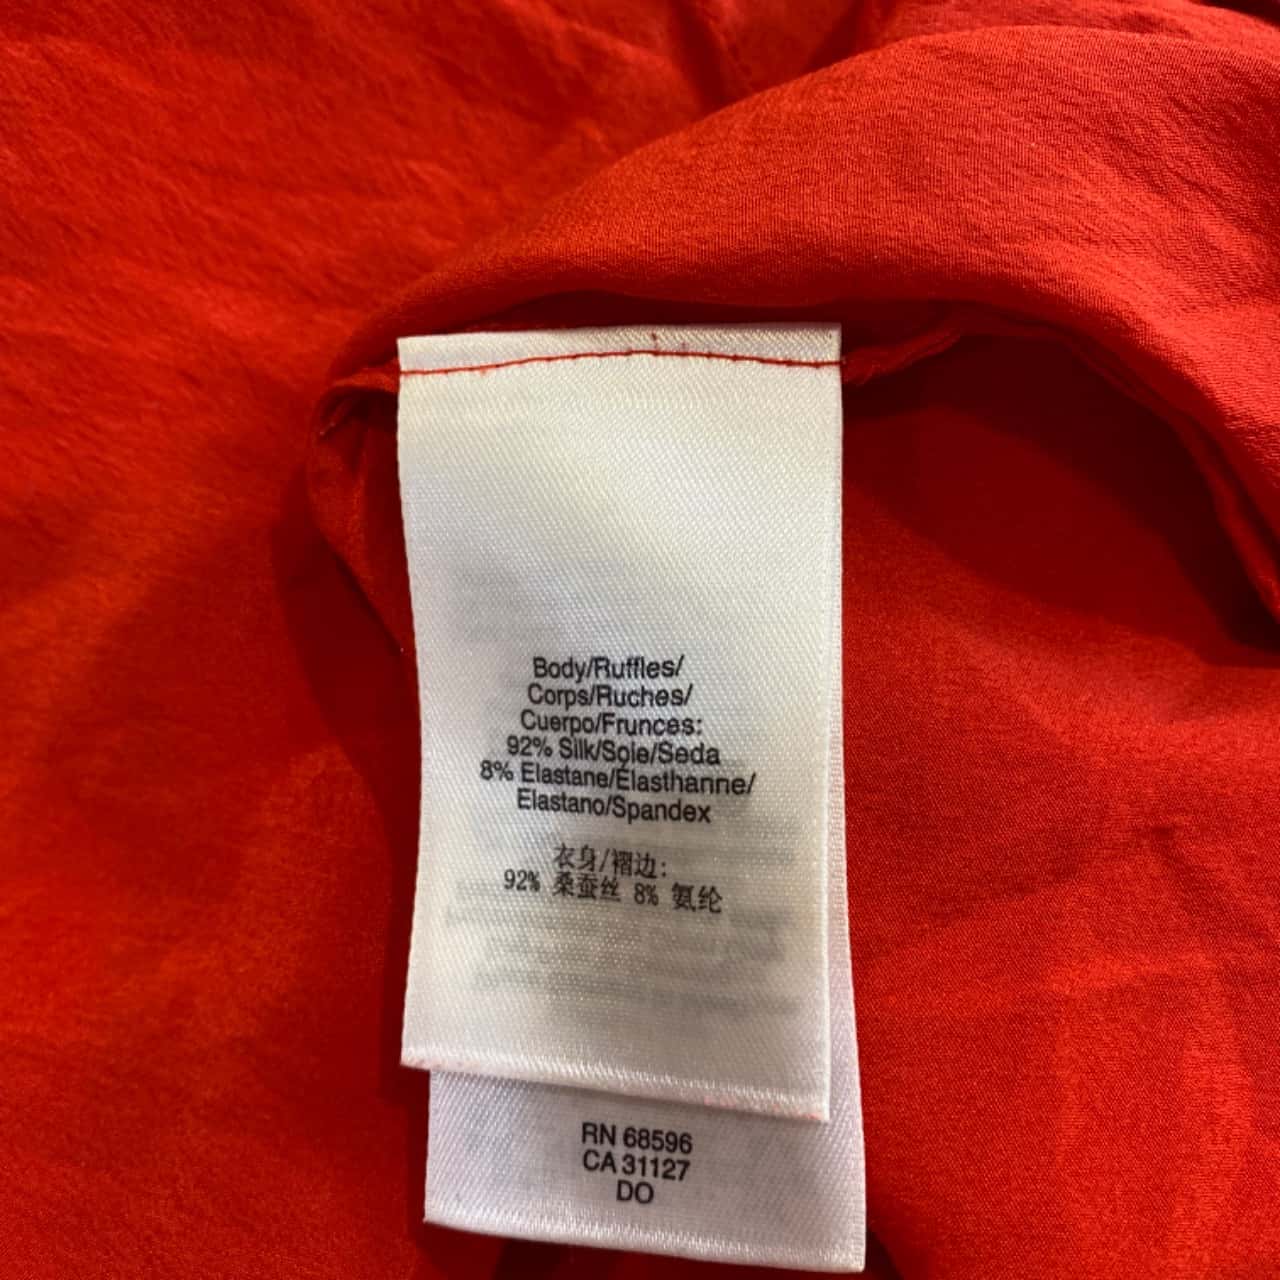 Body/Ruffles/
Corps/Ruches/
Cuerpo/Frunces:
92% Silk/Soie/Seda
8% Elastane/Élasthanne/
Elastano/Spandex
衣身/褶边:
92% 桑蚕丝 8% 氨纶
RN 68596
CA 31127
DO